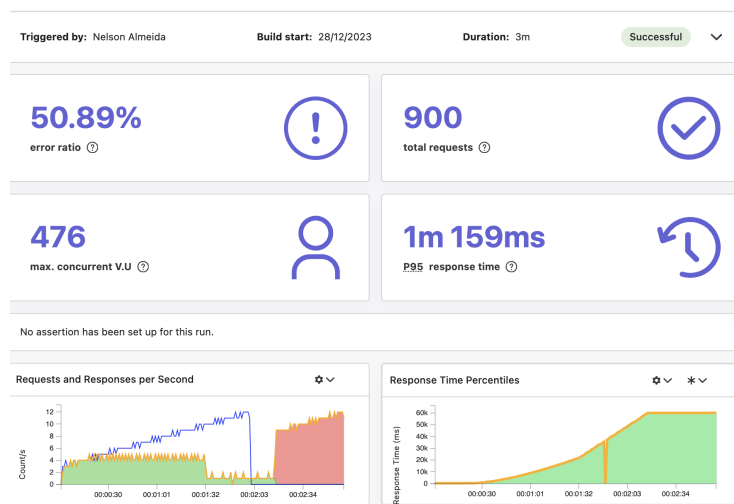 Triggered by: Nelson Almeida Build start: 28/12/2023 Duration: 3m Successful
50.89%
error ratio ?
900
total requests ?
476
max. concurrent V.U ?
1m 159ms
P95 response time ?
No assertion has been set up for this run.
Requests and Responses per Second
Count/s
12
10
8
6
4
2
0
00:00:30 00:01:01 00:01:32 00:02:03 00:02:34
Response Time Percentiles
Response Time (ms)
60k
50k
40k
30k
20k
10k
0
00:00:30 00:01:01 00:01:32 00:02:03 00:02:34